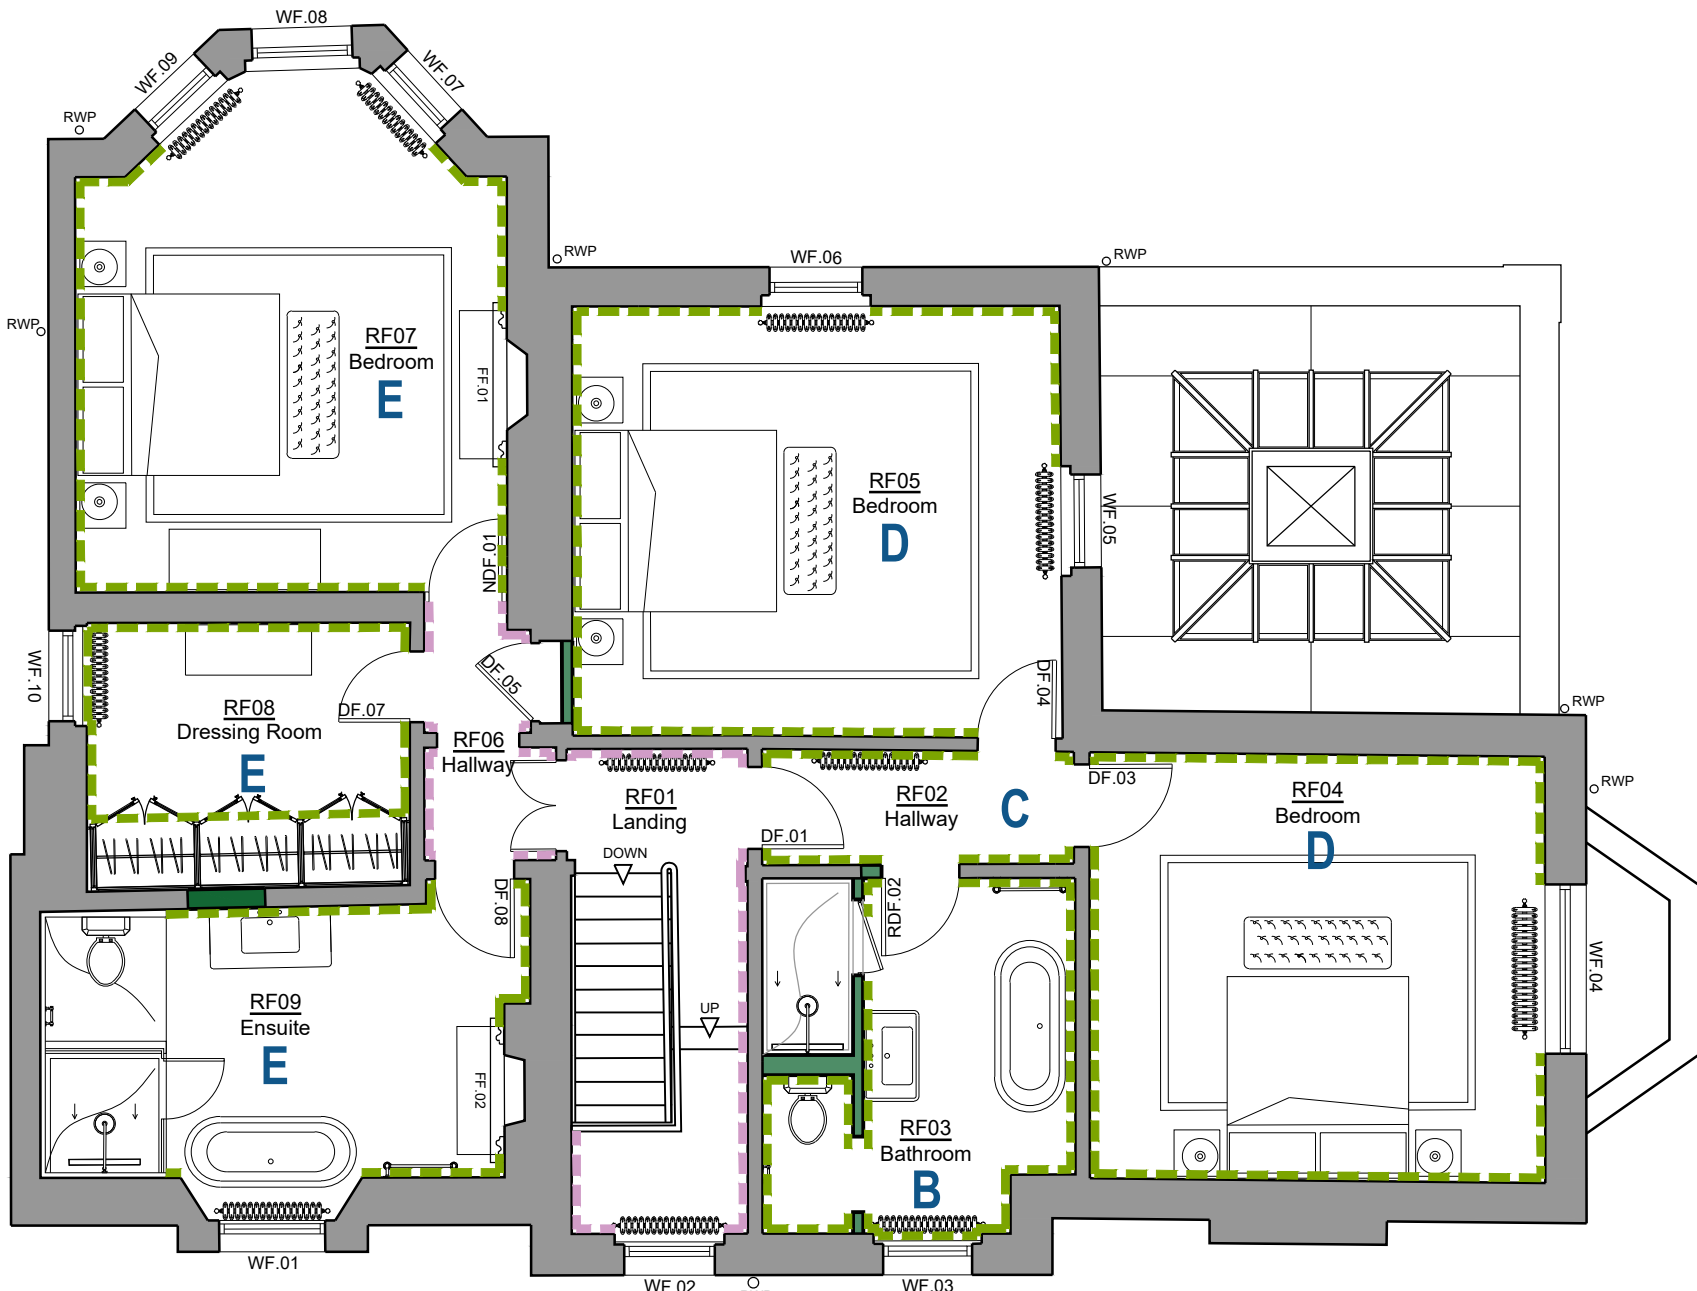 WF.08
WF.09
WF.07
RWP
RWP
RWP
RWP
WF.06
RF07
Bedroom
E
FF.01
RF05
Bedroom
D
WF.05
NDF.01
DF.05
DF.04
WF.10
RF08
Dressing Room
E
DF.07
RF06
Hallway
RF01
Landing
DOWN
RF02
Hallway
C
DF.01
DF.03
RF04
Bedroom
D
RWP
RWP
DF.08
RDF.02
WF.04
RF09
Ensuite
E
UP
FF.02
RF03
Bathroom
B
WF.01
WF.02
WF.03